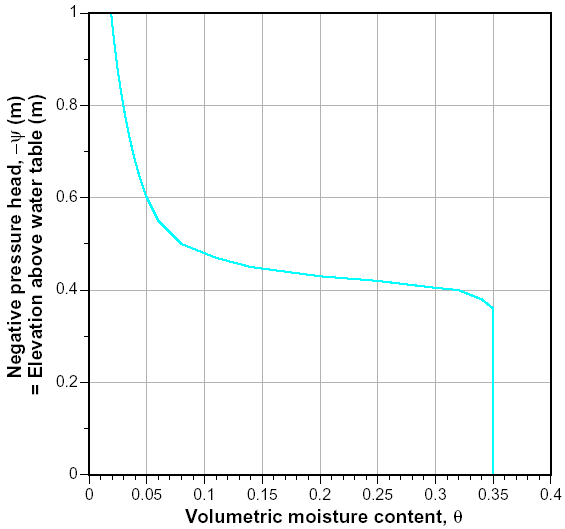 Negative pressure head, –ψ (m)
= Elevation above water table (m)
1
0.8
0.6
0.4
0.2
0
0 0.05 0.1 0.15 0.2 0.25 0.3 0.35 0.4
Volumetric moisture content, θ